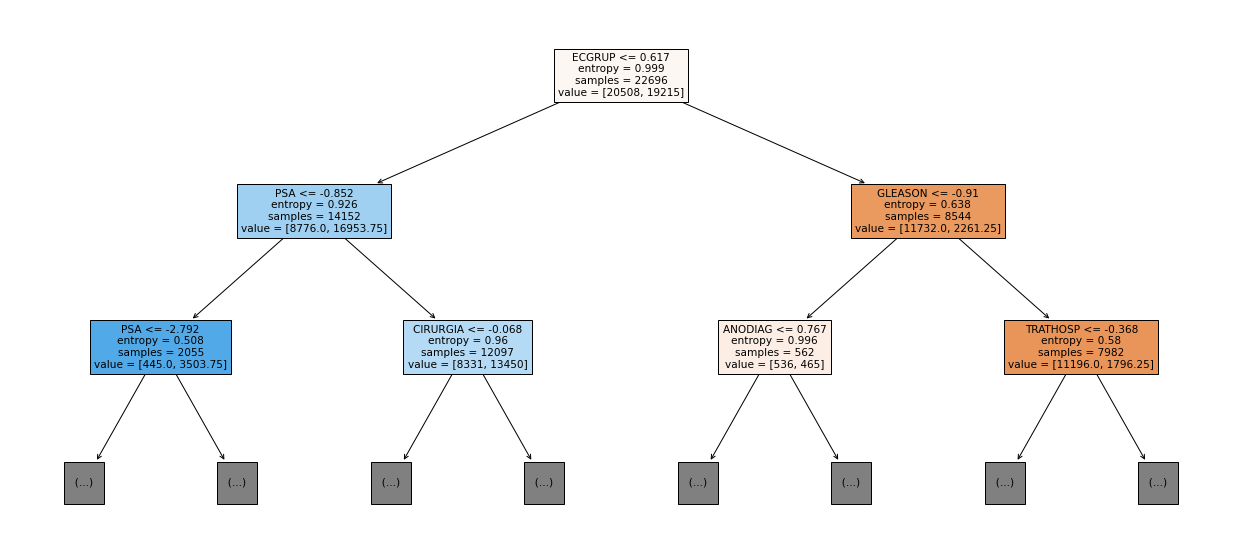 ECGRUP <= 0.617
entropy = 0.999
samples = 22696
value = [20508, 19215]
PSA <= -0.852
entropy = 0.926
samples = 14152
value = [8776.0, 16953.75]
GLEASON <= -0.91
entropy = 0.638
samples = 8544
value = [11732.0, 2261.25]
PSA <= -2.792
entropy = 0.508
samples = 2055
value = [445.0, 3503.75]
CIRURGIA <= -0.068
entropy = 0.96
samples = 12097
value = [8331, 13450]
ANODIAG <= 0.767
entropy = 0.996
samples = 562
value = [536, 465]
TRATHOSP <= -0.368
entropy = 0.58
samples = 7982
value = [11196.0, 1796.25]
(...)
(...)
(...)
(...)
(...)
(...)
(...)
(...)